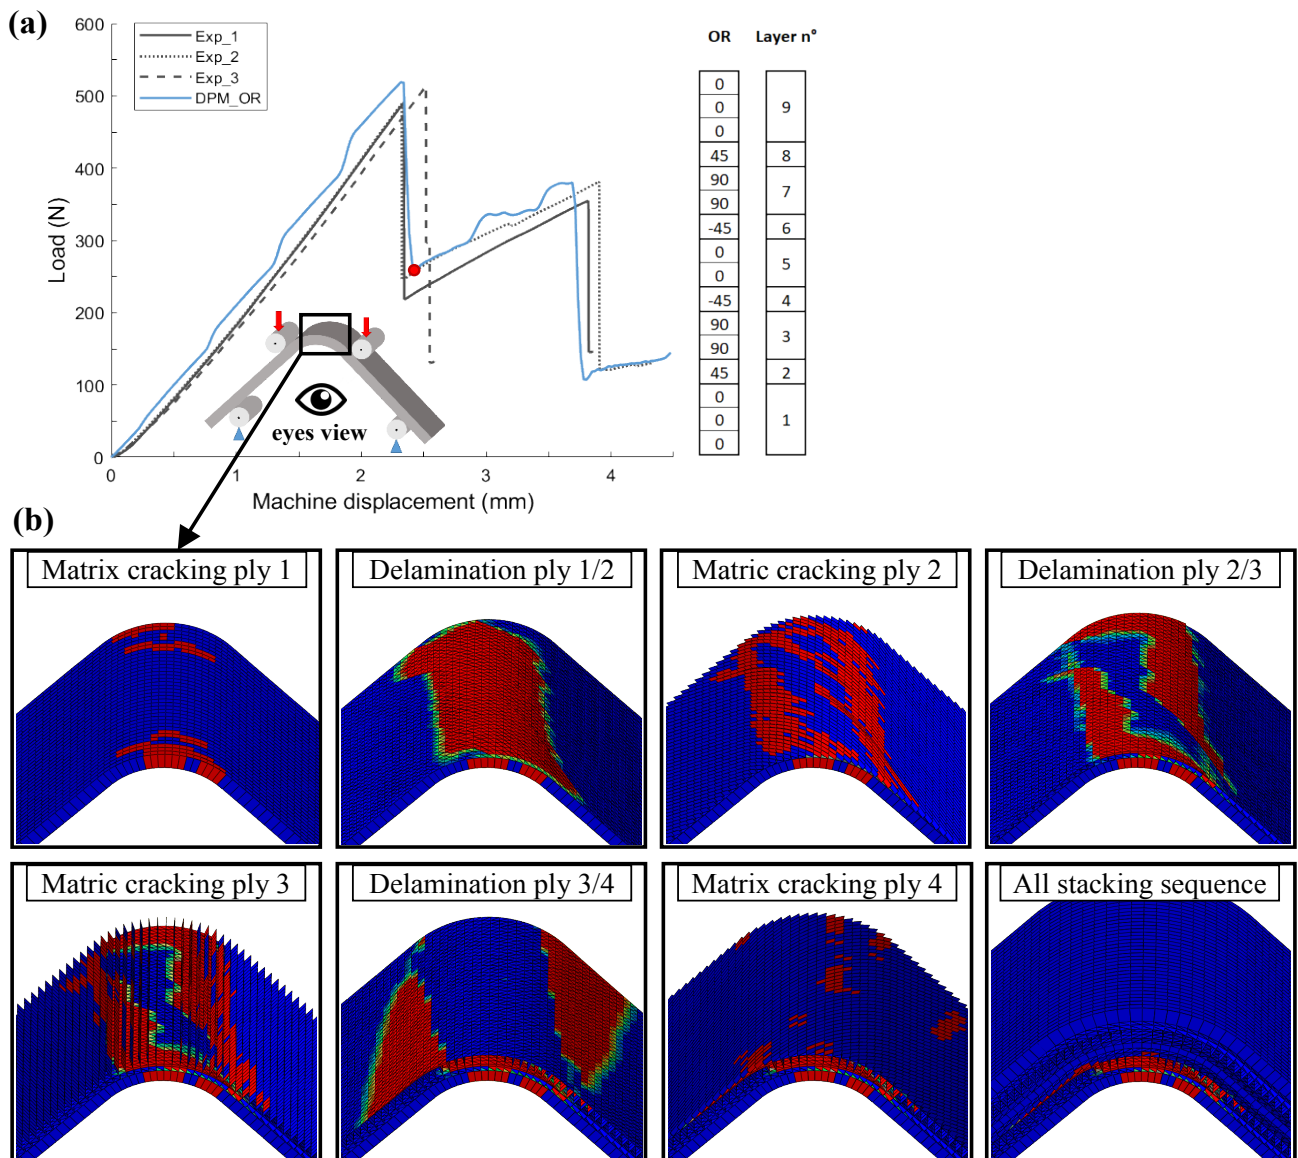 (a)
600
500
400
300
200
100
0
Load (N)
Exp_1
Exp_2
Exp_3
DPM_OR
eyes view
0
1
2
3
4
Machine displacement (mm)
OR
Layer n°
0
0
0
9
45
8
90
90
7
-45
6
0
0
5
-45
4
90
90
3
45
2
0
0
0
1
(b)
Matrix cracking ply 1
Delamination ply 1/2
Matric cracking ply 2
Delamination ply 2/3
Matric cracking ply 3
Delamination ply 3/4
Matrix cracking ply 4
All stacking sequence